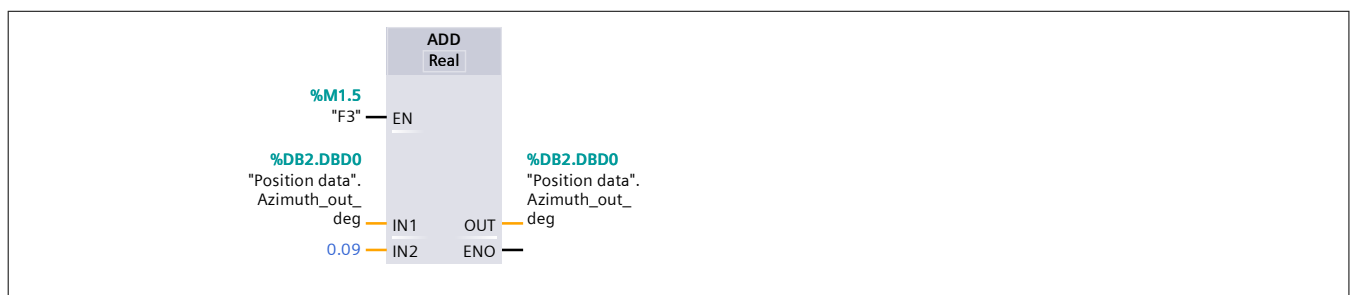 ADD
Real
%M1.5
"F3"
EN
%DB2.DBD0
"Position data".
Azimuth_out_
deg
IN1
%DB2.DBD0
"Position data".
Azimuth_out_
deg
OUT
0.09
IN2
ENO